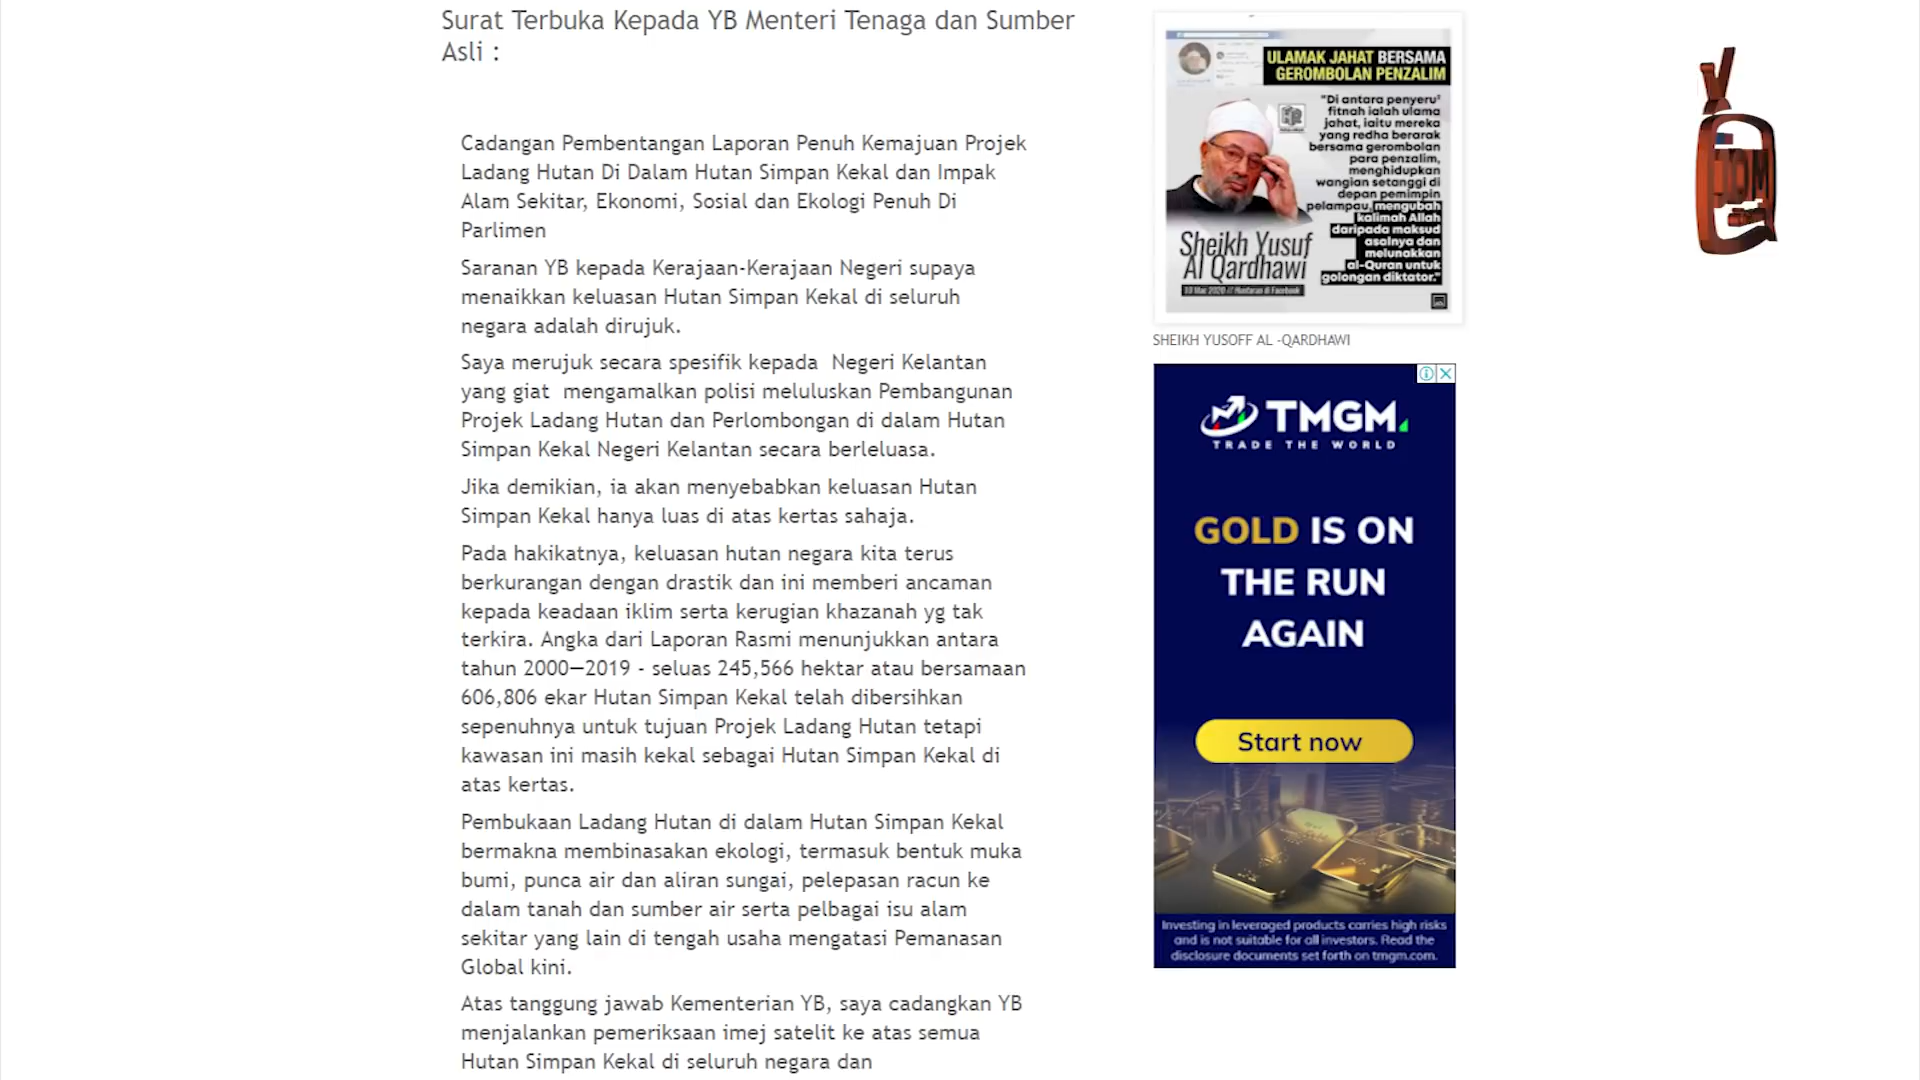 Surat Terbuka Kepada YB Menteri Tenaga dan Sumber
Asli :
Cadangan Pembentangan Laporan Penuh Kemajuan Projek
Ladang Hutan Di Dalam Hutan Simpan Kekal dan Impak
Alam Sekitar, Ekonomi, Sosial dan Ekologi Penuh Di
Parlimen
Saranan YB kepada Kerajaan-Kerajaan Negeri supaya
menaikkan keluasan Hutan Simpan Kekal di seluruh
negara adalah dirujuk.
Saya merujuk secara spesifik kepada  Negeri Kelantan
yang giat  mengamalkan polisi meluluskan Pembangunan
Projek Ladang Hutan dan Perlombongan di dalam Hutan
Simpan Kekal Negeri Kelantan secara berleluasa.
Jika demikian, ia akan menyebabkan keluasan Hutan
Simpan Kekal hanya luas di atas kertas sahaja.
Pada hakikatnya, keluasan hutan negara kita terus
berkurangan dengan drastik dan ini memberi ancaman
kepada keadaan iklim serta kerugian khazanah yg tak
terkira. Angka dari Laporan Rasmi menunjukkan antara
tahun 2000—2019 - seluas 245,566 hektar atau bersamaan
606,806 ekar Hutan Simpan Kekal telah dibersihkan
sepenuhnya untuk tujuan Projek Ladang Hutan tetapi
kawasan ini masih kekal sebagai Hutan Simpan Kekal di
atas kertas.
Pembukaan Ladang Hutan di dalam Hutan Simpan Kekal
bermakna membinasakan ekologi, termasuk bentuk muka
bumi, punca air dan aliran sungai, pelepasan racun ke
dalam tanah dan sumber air serta pelbagai isu alam
sekitar yang lain di tengah usaha mengatasi Pemanasan
Global kini.
Atas tanggung jawab Kementerian YB, saya cadangkan YB
menjalankan pemeriksaan imej satelit ke atas semua
Hutan Simpan Kekal di seluruh negara dan
ULAMAK JAHAT BERSAMA
GEROMBOLAN PENZALIM
"Di antara penyeru²
fitnah ialah ulama
jahat, iaitu mereka
yang redha berarak
bersama gerombolan
para penzalim,
menghidupkan
wangian setanggi di
depan pemimpin
pelampau, mengubah
kalimah Allah
daripada maksud
asalnya dan
melunakkan
al-Quran untuk
golongan diktator."
Sheikh Yusuf
Al Qardhawi
10 Mac 2020 // Hantaran di Facebook
SHEIKH YUSOFF AL -QARDHAWI
TMGM
TRADE THE WORLD
GOLD IS ON
THE RUN
AGAIN
Start now
Investing in leveraged products carries high risks
and is not suitable for all investors. Read the
disclosure documents set forth on tmgm.com.